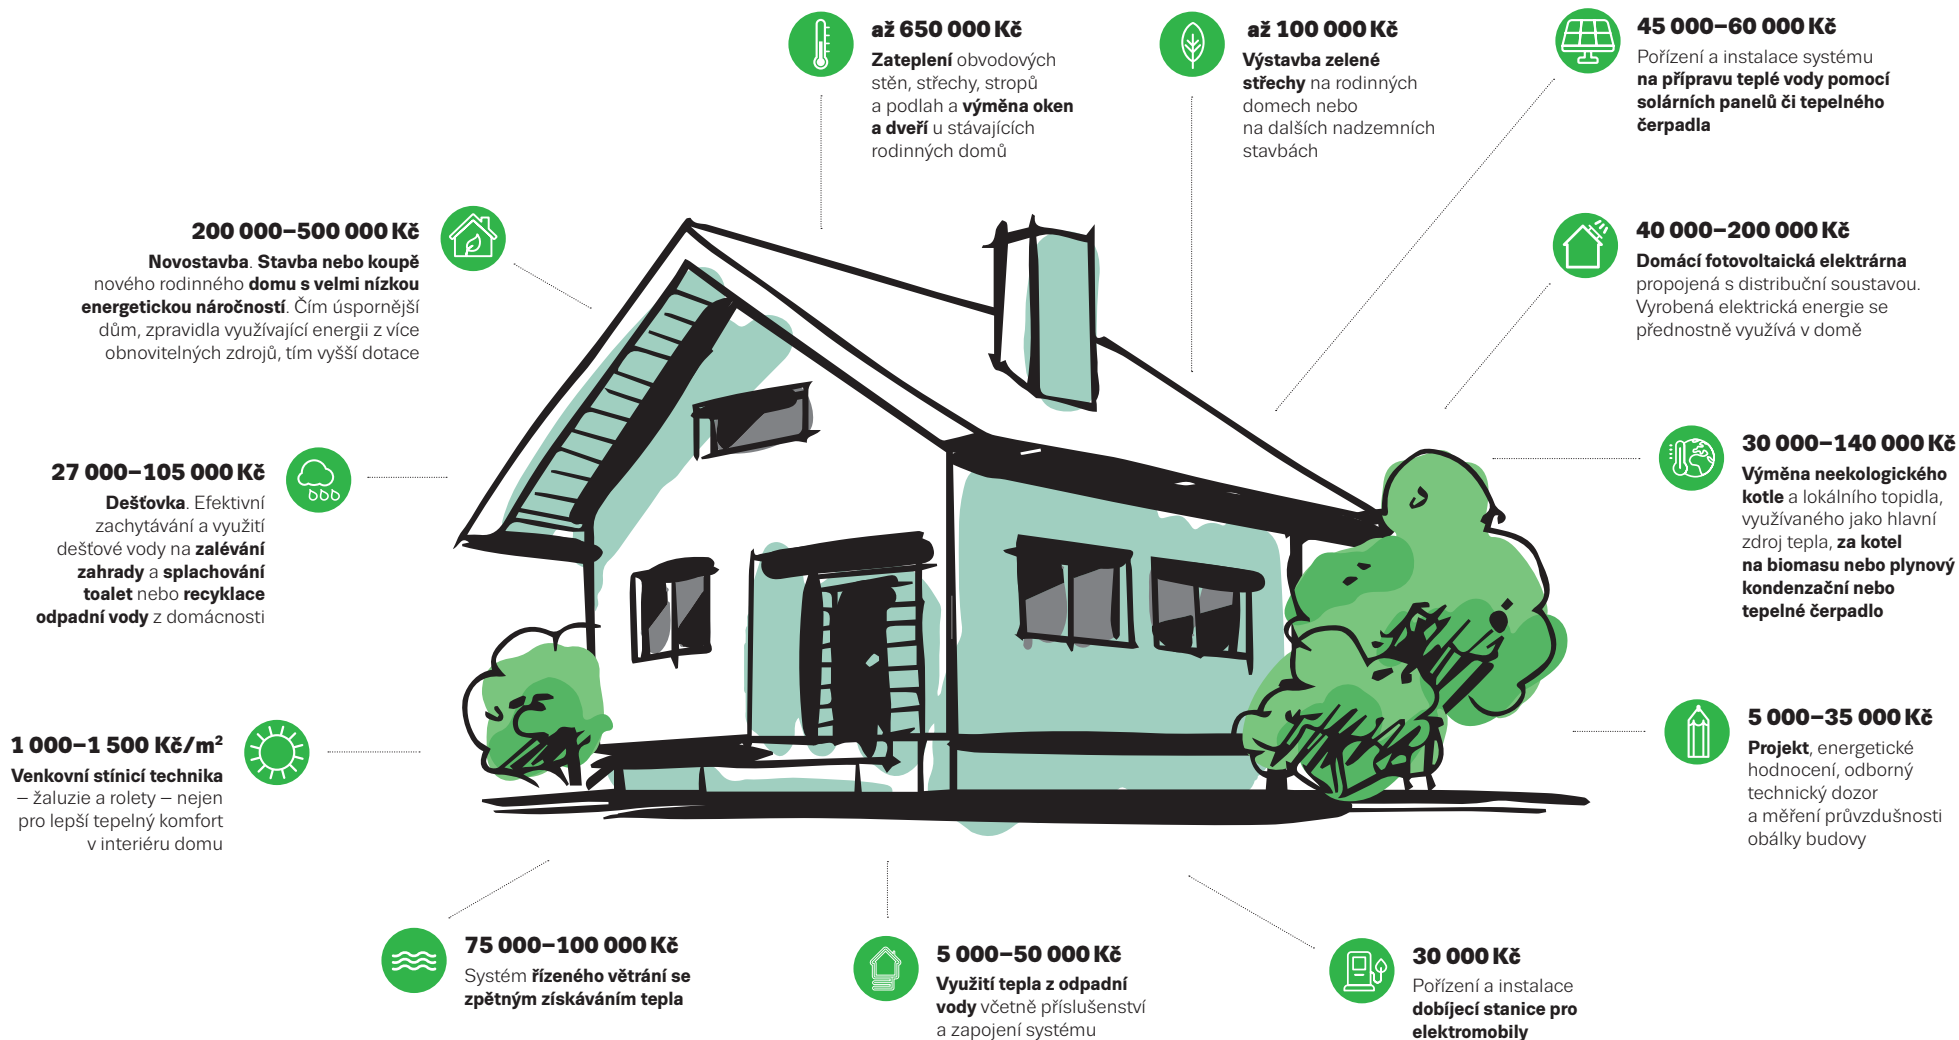 až 650 000 Kč
Zateplení obvodových
stěn, střechy, stropů
a podlah a výměna oken
a dveří u stávajících
rodinných domů
až 100 000 Kč
Výstavba zelené
střechy na rodinných
domech nebo
na dalších nadzemních
stavbách
45 000–60 000 Kč
Pořízení a instalace systému
na přípravu teplé vody pomocí
solárních panelů či tepelného
čerpadla
200 000–500 000 Kč
Novostavba. Stavba nebo koupě
nového rodinného domu s velmi nízkou
energetickou náročností. Čím úspornější
dům, zpravidla využívající energii z více
obnovitelných zdrojů, tím vyšší dotace
40 000–200 000 Kč
Domácí fotovoltaická elektrárna
propojená s distribuční soustavou.
Vyrobená elektrická energie se
přednostně využívá v domě
27 000–105 000 Kč
Dešťovka. Efektivní
zachytávání a využití
dešťové vody na zalévání
zahrady a splachování
toalet nebo recyklace
odpadní vody z domácnosti
30 000–140 000 Kč
Výměna neekologického
kotle a lokálního topidla,
využívaného jako hlavní
zdroj tepla, za kotel
na biomasu nebo plynový
kondenzační nebo
tepelné čerpadlo
1 000–1 500 Kč/m²
Venkovní stínicí technika
– žaluzie a rolety – nejen
pro lepší tepelný komfort
v interiéru domu
5 000–35 000 Kč
Projekt, energetické
hodnocení, odborný
technický dozor
a měření průvzdušnosti
obálky budovy
75 000–100 000 Kč
Systém řízeného větrání se
zpětným získáváním tepla
5 000–50 000 Kč
Využití tepla z odpadní
vody včetně příslušenství
a zapojení systému
30 000 Kč
Pořízení a instalace
dobíjecí stanice pro
elektromobily